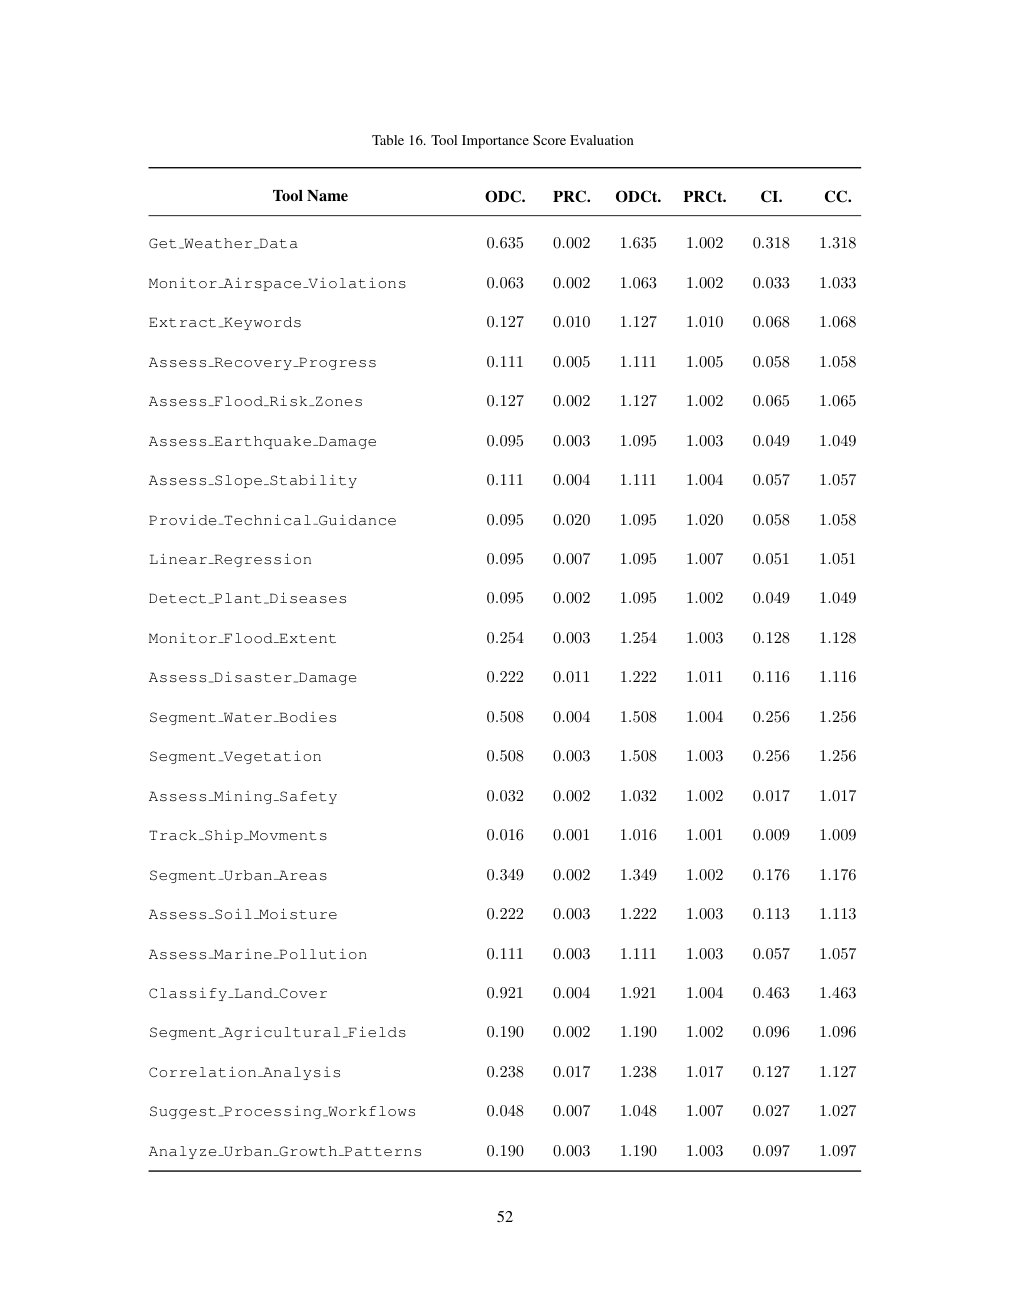 Table 16. Tool Importance Score Evaluation
Tool Name ODC. PRC. ODCt. PRCt. CI. CC.
Get_Weather_Data 0.635 0.002 1.635 1.002 0.318 1.318
Monitor_Airspace_Violations 0.063 0.002 1.063 1.002 0.033 1.033
Extract_Keywords 0.127 0.010 1.127 1.010 0.068 1.068
Assess_Recovery_Progress 0.111 0.005 1.111 1.005 0.058 1.058
Assess_Flood_Risk_Zones 0.127 0.002 1.127 1.002 0.065 1.065
Assess_Earthquake_Damage 0.095 0.003 1.095 1.003 0.049 1.049
Assess_Slope_Stability 0.111 0.004 1.111 1.004 0.057 1.057
Provide_Technical_Guidance 0.095 0.020 1.095 1.020 0.058 1.058
Linear_Regression 0.095 0.007 1.095 1.007 0.051 1.051
Detect_Plant_Diseases 0.095 0.002 1.095 1.002 0.049 1.049
Monitor_Flood_Extent 0.254 0.003 1.254 1.003 0.128 1.128
Assess_Disaster_Damage 0.222 0.011 1.222 1.011 0.116 1.116
Segment_Water_Bodies 0.508 0.004 1.508 1.004 0.256 1.256
Segment_Vegetation 0.508 0.003 1.508 1.003 0.256 1.256
Assess_Mining_Safety 0.032 0.002 1.032 1.002 0.017 1.017
Track_Ship_Movments 0.016 0.001 1.016 1.001 0.009 1.009
Segment_Urban_Areas 0.349 0.002 1.349 1.002 0.176 1.176
Assess_Soil_Moisture 0.222 0.003 1.222 1.003 0.113 1.113
Assess_Marine_Pollution 0.111 0.003 1.111 1.003 0.057 1.057
Classify_Land_Cover 0.921 0.004 1.921 1.004 0.463 1.463
Segment_Agricultural_Fields 0.190 0.002 1.190 1.002 0.096 1.096
Correlation_Analysis 0.238 0.017 1.238 1.017 0.127 1.127
Suggest_Processing_Workflows 0.048 0.007 1.048 1.007 0.027 1.027
Analyze_Urban_Growth_Patterns 0.190 0.003 1.190 1.003 0.097 1.097
52